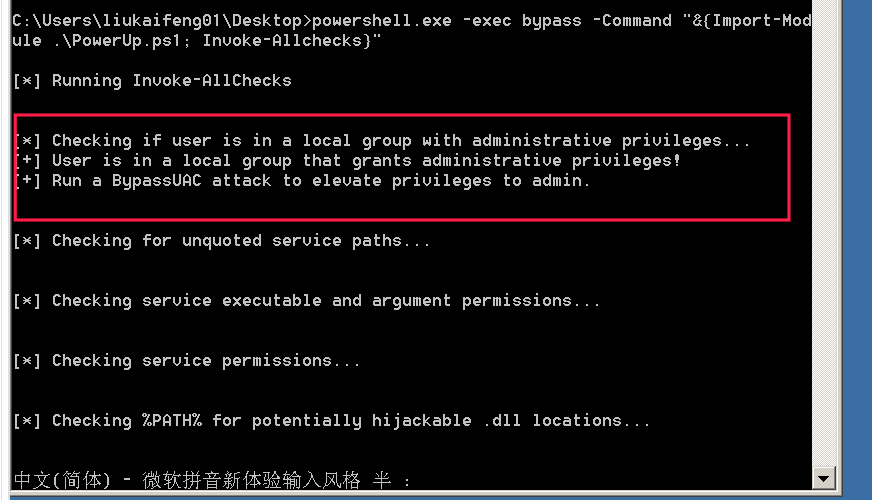 C:\Users\liukaifeng01\Desktop>powershell.exe -exec bypass -Command "&{Import-Mod
ule .\PowerUp.ps1; Invoke-Allchecks}"
[*] Running Invoke-AllChecks
[*] Checking if user is in a local group with administrative privileges...
[+] User is in a local group that grants administrative privileges!
[+] Run a BypassUAC attack to elevate privileges to admin.
[*] Checking for unquoted service paths...
[*] Checking service executable and argument permissions...
[*] Checking service permissions...
[*] Checking %PATH% for potentially hijackable .dll locations...
中文(简体) - 微软拼音新体验输入风格 半 :